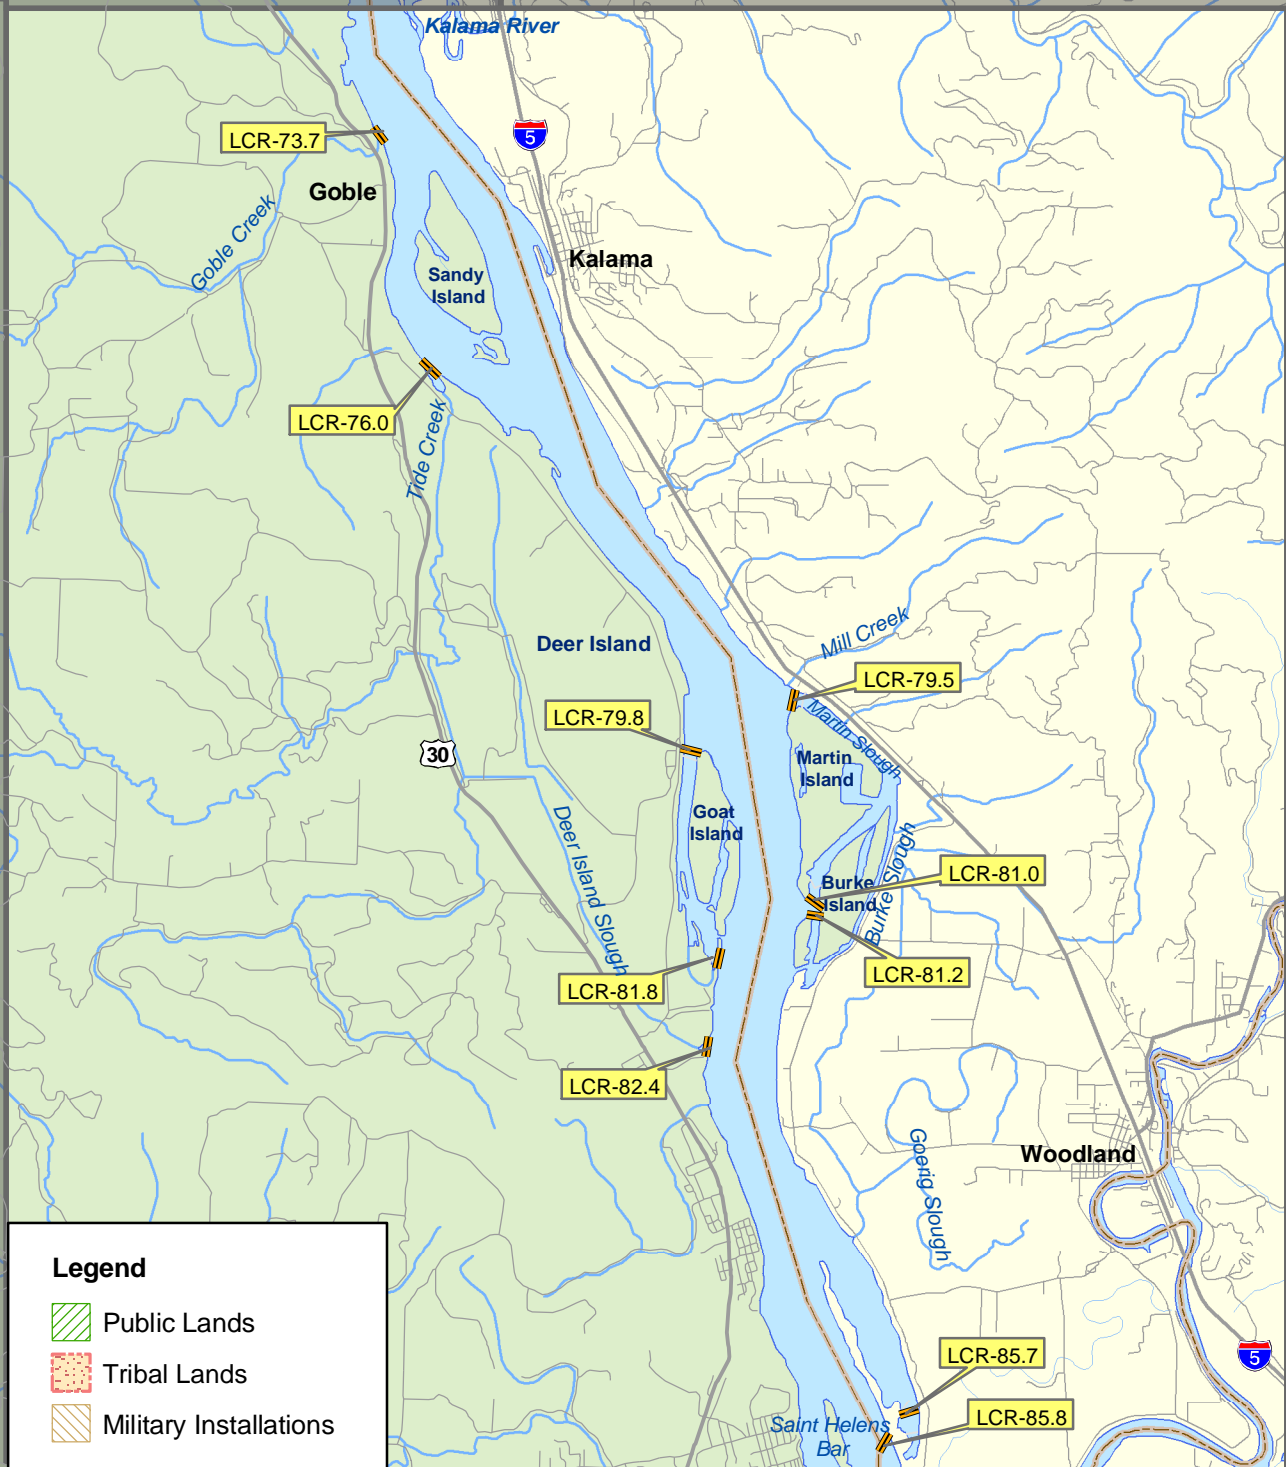 Kalama River
LCR-73.7
5
Goble
Goble Creek
Kalama
Sandy
Island
LCR-76.0
Tide Creek
Mill Creek
Deer Island
LCR-79.5
LCR-79.8
Martin Slough
30
Martin
Island
Goat
Island
Deer Island Slough
Burke Slough
LCR-81.0
Burke
Island
LCR-81.2
LCR-81.8
LCR-82.4
Goerig Slough
Woodland
Legend
Public Lands
Tribal Lands
Military Installations
LCR-85.7
5
LCR-85.8
Saint Helens
Bar